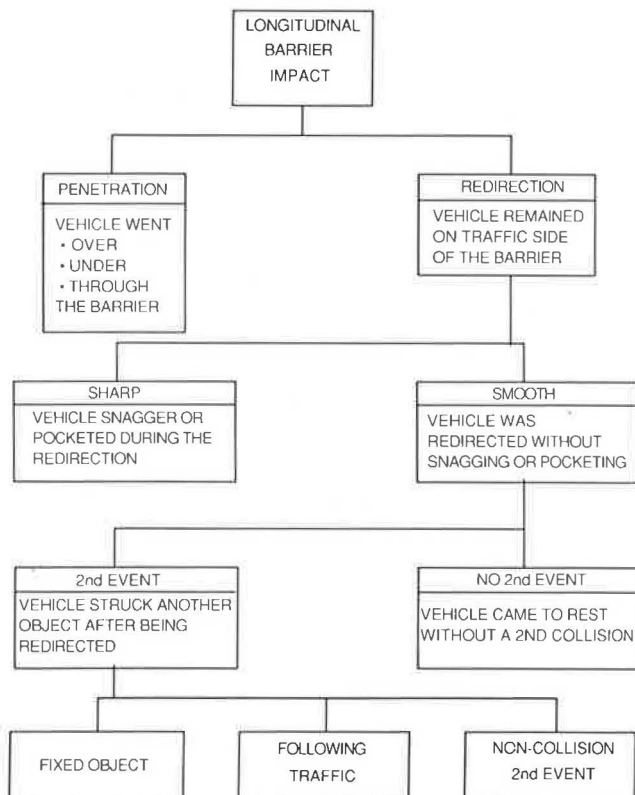 LONGITUDINAL
BARRIER
IMPACT
PENETRATION
VEHICLE WENT
• OVER
• UNDER
• THROUGH
THE BARRIER
REDIRECTION
VEHICLE REMAINED
ON TRAFFIC SIDE
OF THE BARRIER
SHARP
VEHICLE SNAGGER OR
POCKETED DURING THE
REDIRECTION
SMOOTH
VEHICLE WAS
REDIRECTED WITHOUT
SNAGGING OR POCKETING
2nd EVENT
VEHICLE STRUCK ANOTHER
OBJECT AFTER BEING
REDIRECTED
NO 2nd EVENT
VEHICLE CAME TO REST
WITHOUT A 2ND COLLISION
FIXED OBJECT
FOLLOWING
TRAFFIC
NON-COLLISION
2nd EVENT